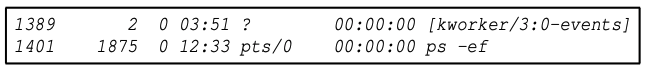 1389       2  0 03:51 ?        00:00:00 [kworker/3:0-events]
1401    1875  0 12:33 pts/0    00:00:00 ps -ef